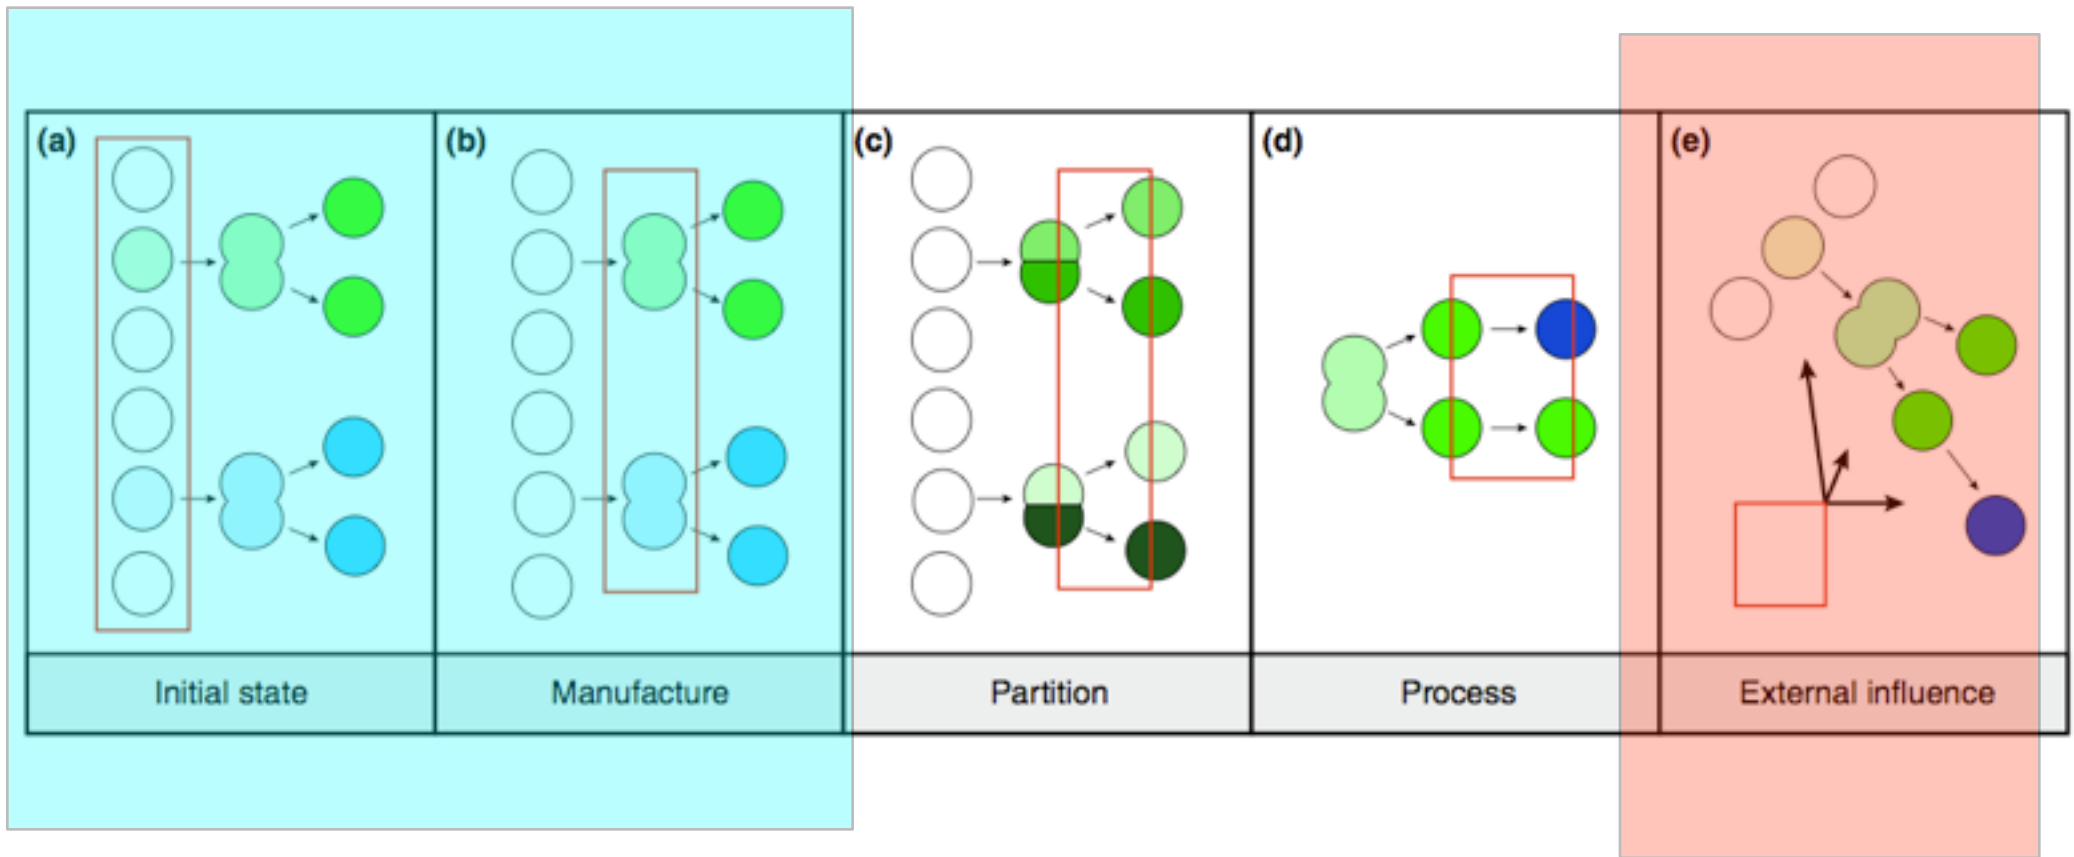 (a) (b) (c) (d) (e)
Initial state Manufacture Partition Process External influence